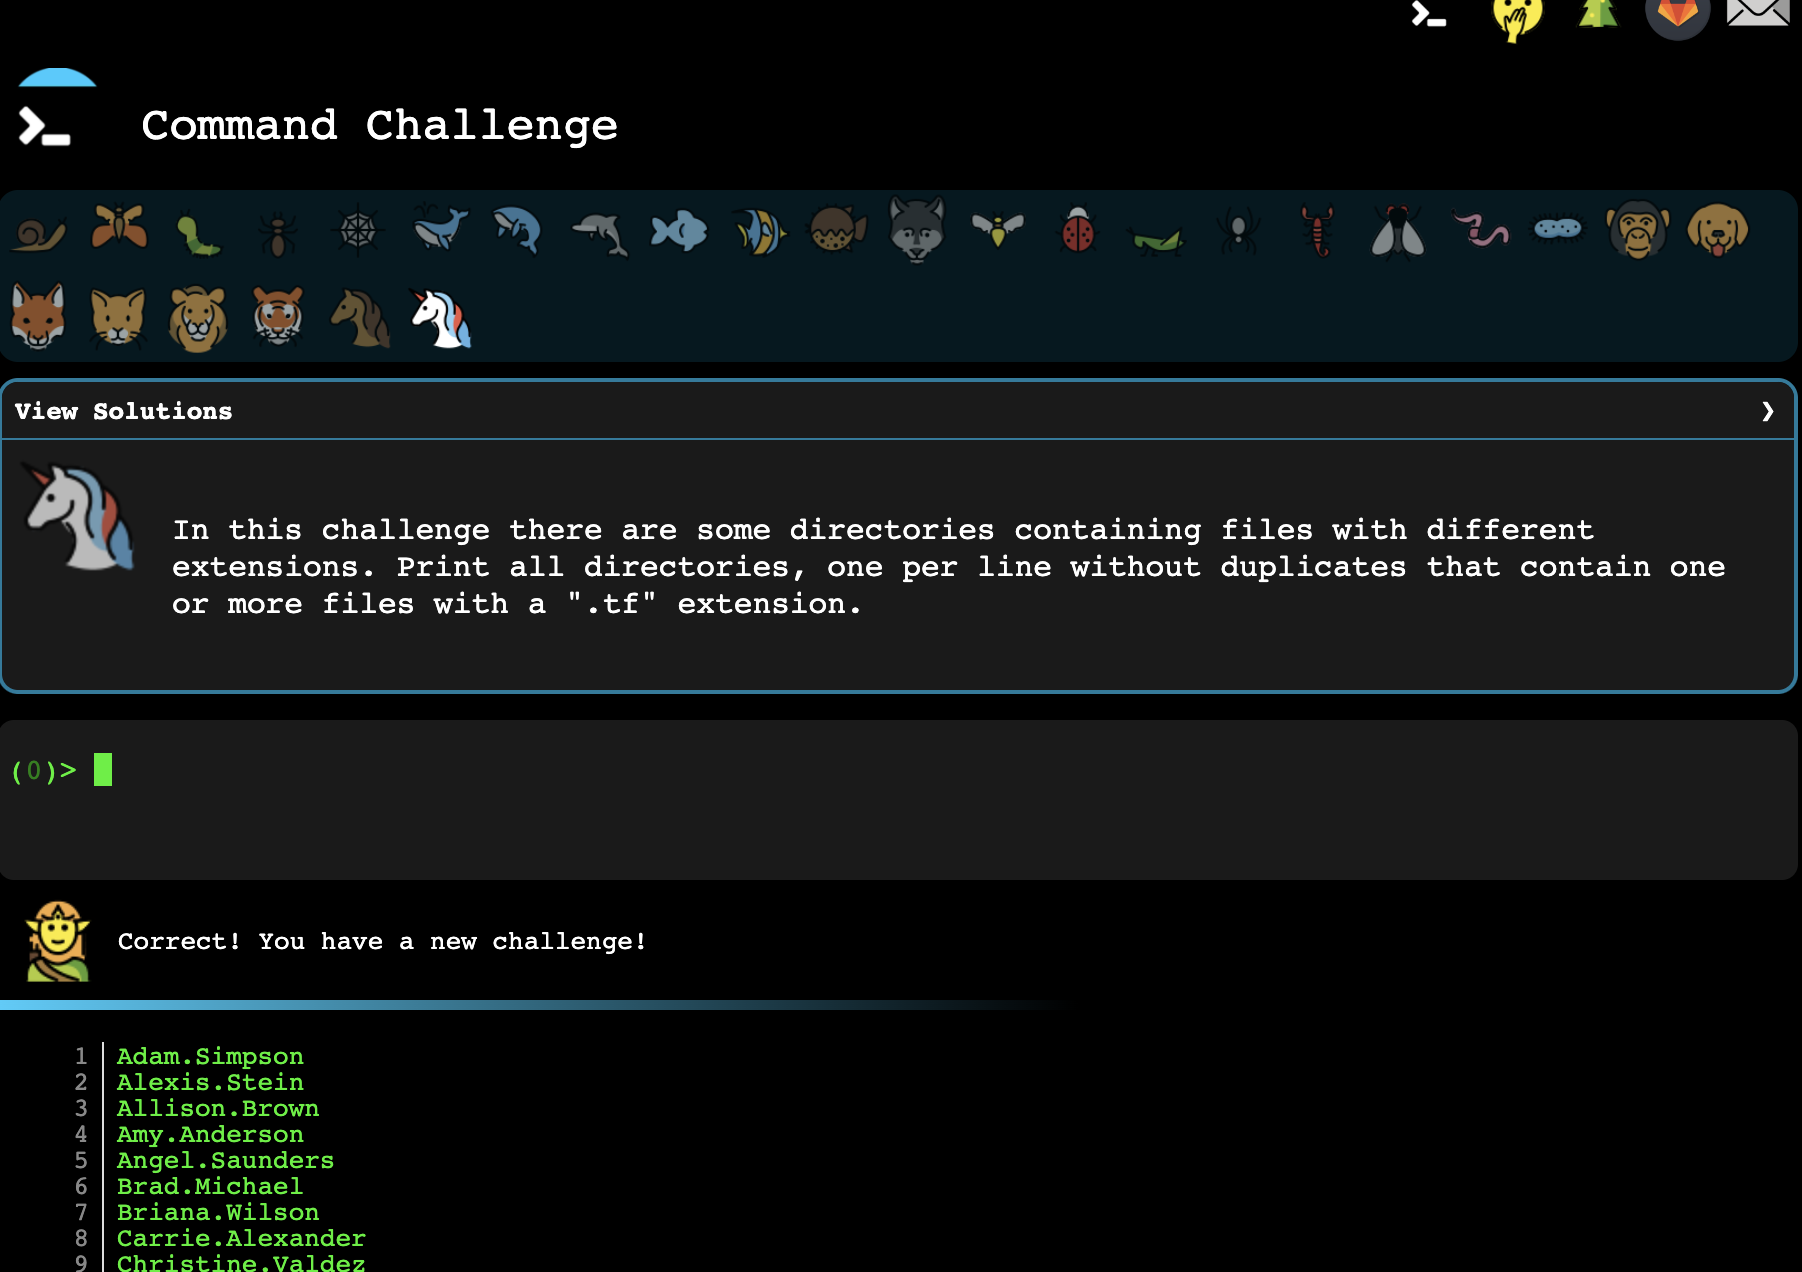 Command Challenge
View Solutions
In this challenge there are some directories containing files with different
extensions. Print all directories, one per line without duplicates that contain one
or more files with a ".tf" extension.
(0)>
Correct! You have a new challenge!
1 Adam.Simpson
2 Alexis.Stein
3 Allison.Brown
4 Amy.Anderson
5 Angel.Saunders
6 Brad.Michael
7 Briana.Wilson
8 Carrie.Alexander
9 Christine.Valdez